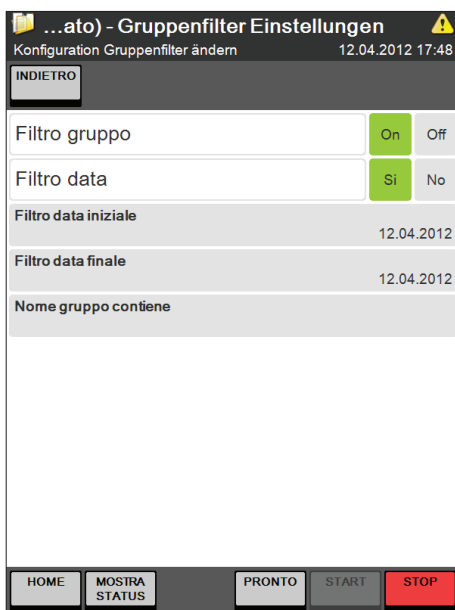 ...ato) - Gruppenfilter Einstellungen
Konfiguration Gruppenfilter ändern 12.04.2012 17:48
INDIETRO
Filtro gruppo On Off
Filtro data Si No
Filtro data iniziale
12.04.2012
Filtro data finale
12.04.2012
Nome gruppo contiene
HOME MOSTRA STATUS PRONTO START STOP